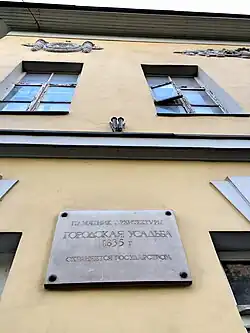 ПАМЯТНИК АРХИТЕКТУРЫ
ГОРОДСКАЯ УСАДЬБА
1835 г.
ОХРАНЯЕТСЯ ГОСУДАРСТВОМ